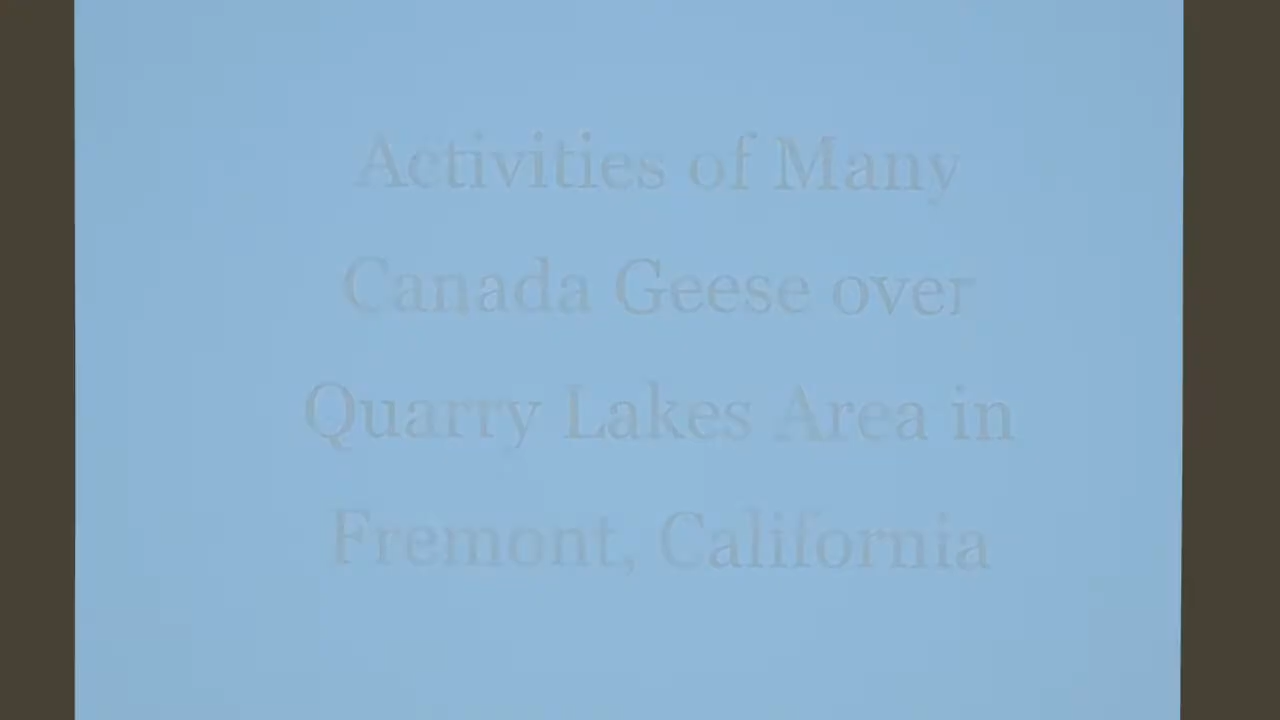 Activities of Many
Canada Geese over
Quarry Lakes Area in
Fremont, California